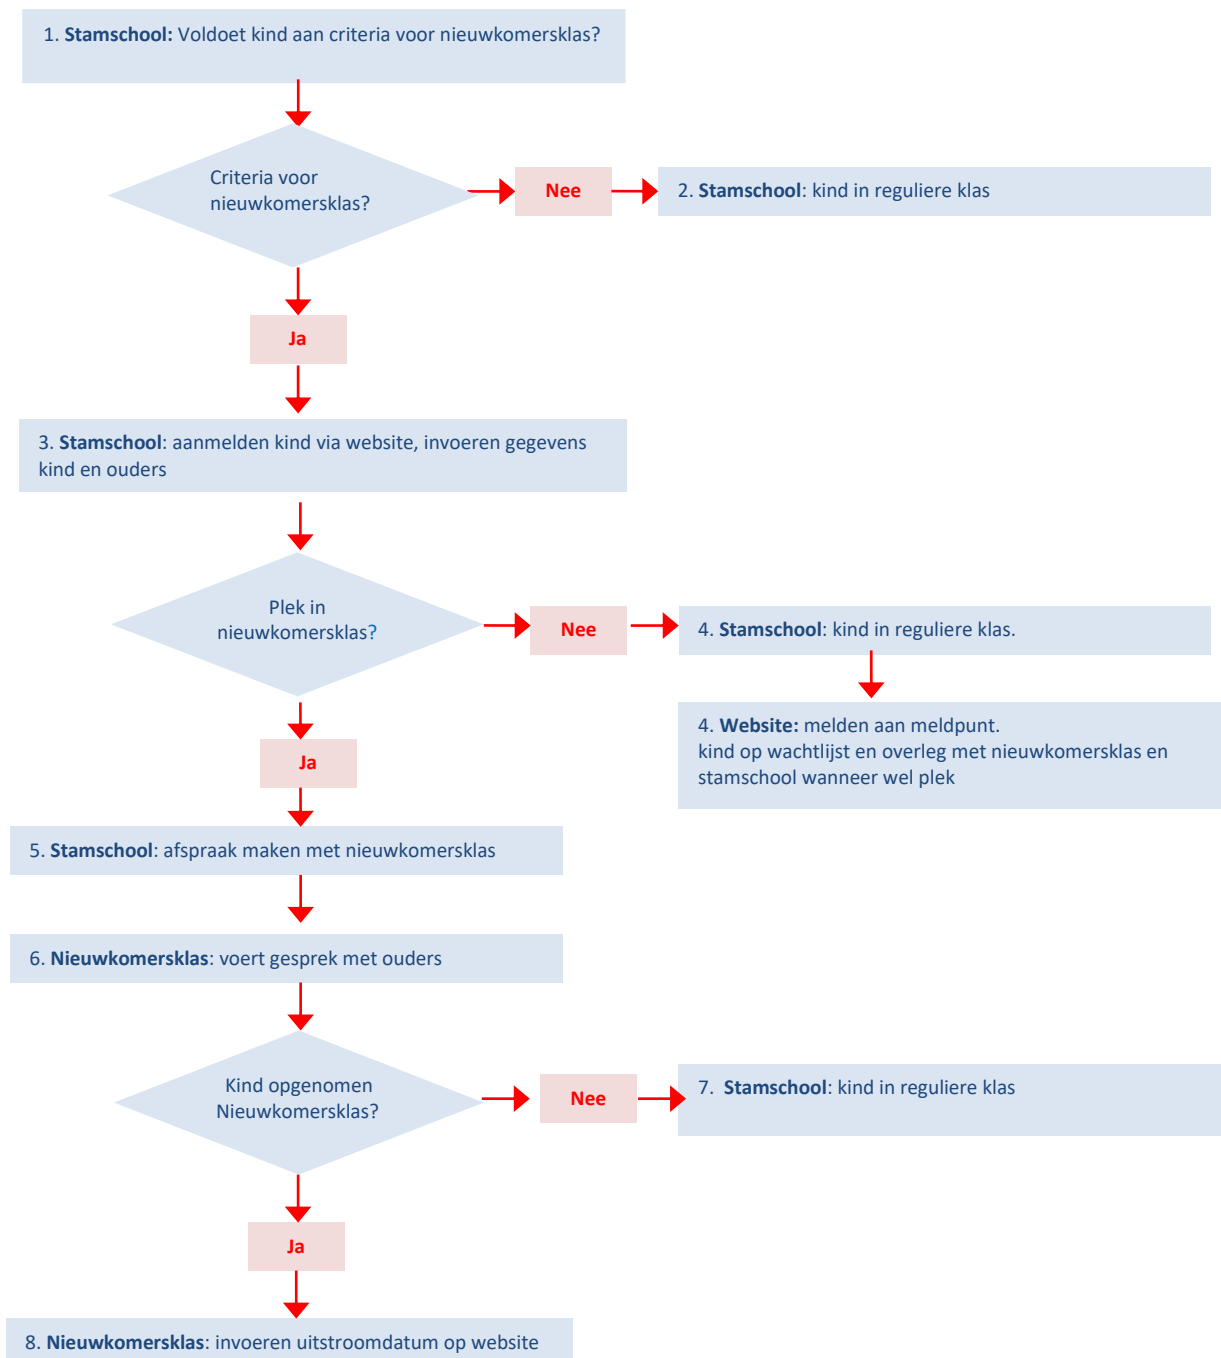 1. Stamschool: Voldoet kind aan criteria voor nieuwkomersklas?
Criteria voor
nieuwkomersklas?
Nee
2. Stamschool: kind in reguliere klas
Ja
3. Stamschool: aanmelden kind via website, invoeren gegevens
kind en ouders
Plek in
nieuwkomersklas?
Nee
4. Stamschool: kind in reguliere klas.
4. Website: melden aan meldpunt.
kind op wachtlijst en overleg met nieuwkomersklas en
stamschool wanneer wel plek
Ja
5. Stamschool: afspraak maken met nieuwkomersklas
6. Nieuwkomersklas: voert gesprek met ouders
Kind opgenomen
Nieuwkomersklas?
Nee
7. Stamschool: kind in reguliere klas
Ja
8. Nieuwkomersklas: invoeren uitstroomdatum op website